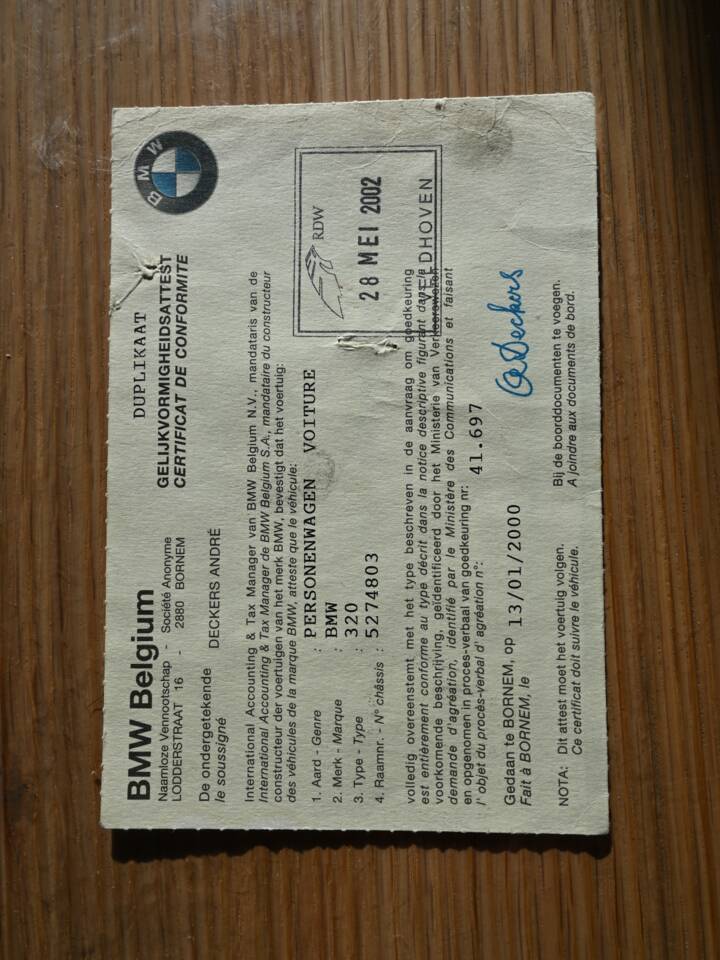 BMW
BMW Belgium
Naamloze Vennootschap - Société Anonyme
LODDERSTRAAT 16 - 2880 BORNEM
DUPLIKAAT
GELIJKVORMIGHEIDSATTEST
CERTIFICAT DE CONFORMITE
De ondergetekende DECKERS ANDRÉ
le soussigné
International Accounting & Tax Manager van BMW Belgium N.V., mandataris van de
International Accounting & Tax Manager de BMW Belgium S.A., mandataire du constructeur
constructeur der voertuigen van het merk BMW, bevestigt dat het voertuig:
des véhicules de la marque BMW, atteste que le véhicule:
1. Aard - Genre : PERSONENWAGEN VOITURE
2. Merk - Marque : BMW
3. Type - Type : 320
4. Raamnr. - N° châssis : 5274803
RDW
28 MEI 2002
VELDHOVEN
volledig overeenstemt met het type beschreven in de aanvraag om goedkeuring
est entièrement conforme au type décrit dans la notice descriptive figurant dans la
voorkomende beschrijving, geïdentificeerd door het Ministerie van Verkeerswezen
demande d'agréation, identifié par le Ministère des Communications et faisant
en opgenomen in proces-verbaal van goedkeuring nr: 41.697
l'objet du procès-verbal d'agréation n°:
Gedaan te BORNEM, op 13/01/2000
Fait à BORNEM, le
Deckers
NOTA: Dit attest moet het voertuig volgen. Bij de boorddocumenten te voegen.
Ce certificat doit suivre le véhicule. A joindre aux documents de bord.